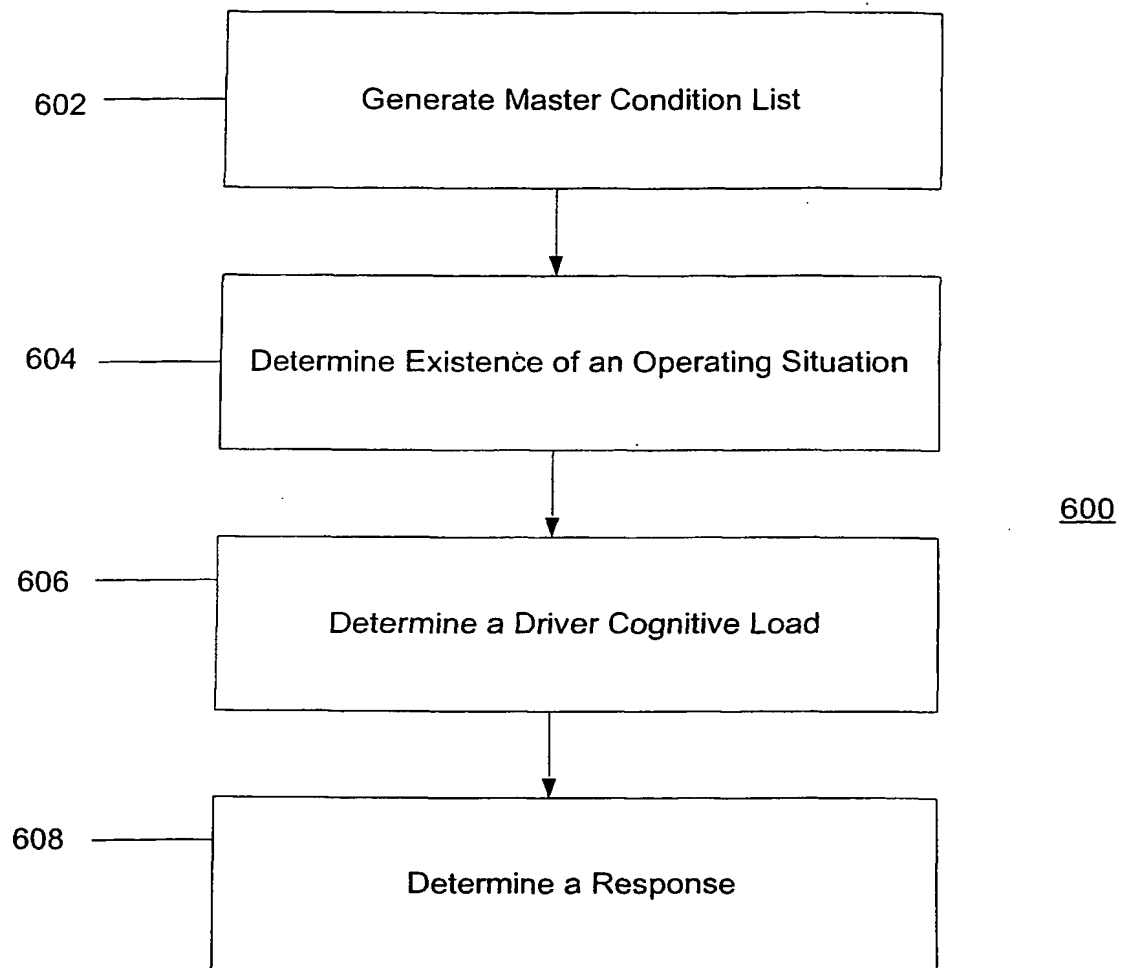 602
Generate Master Condition List
604
Determine Existence of an Operating Situation
600
606
Determine a Driver Cognitive Load
608
Determine a Response